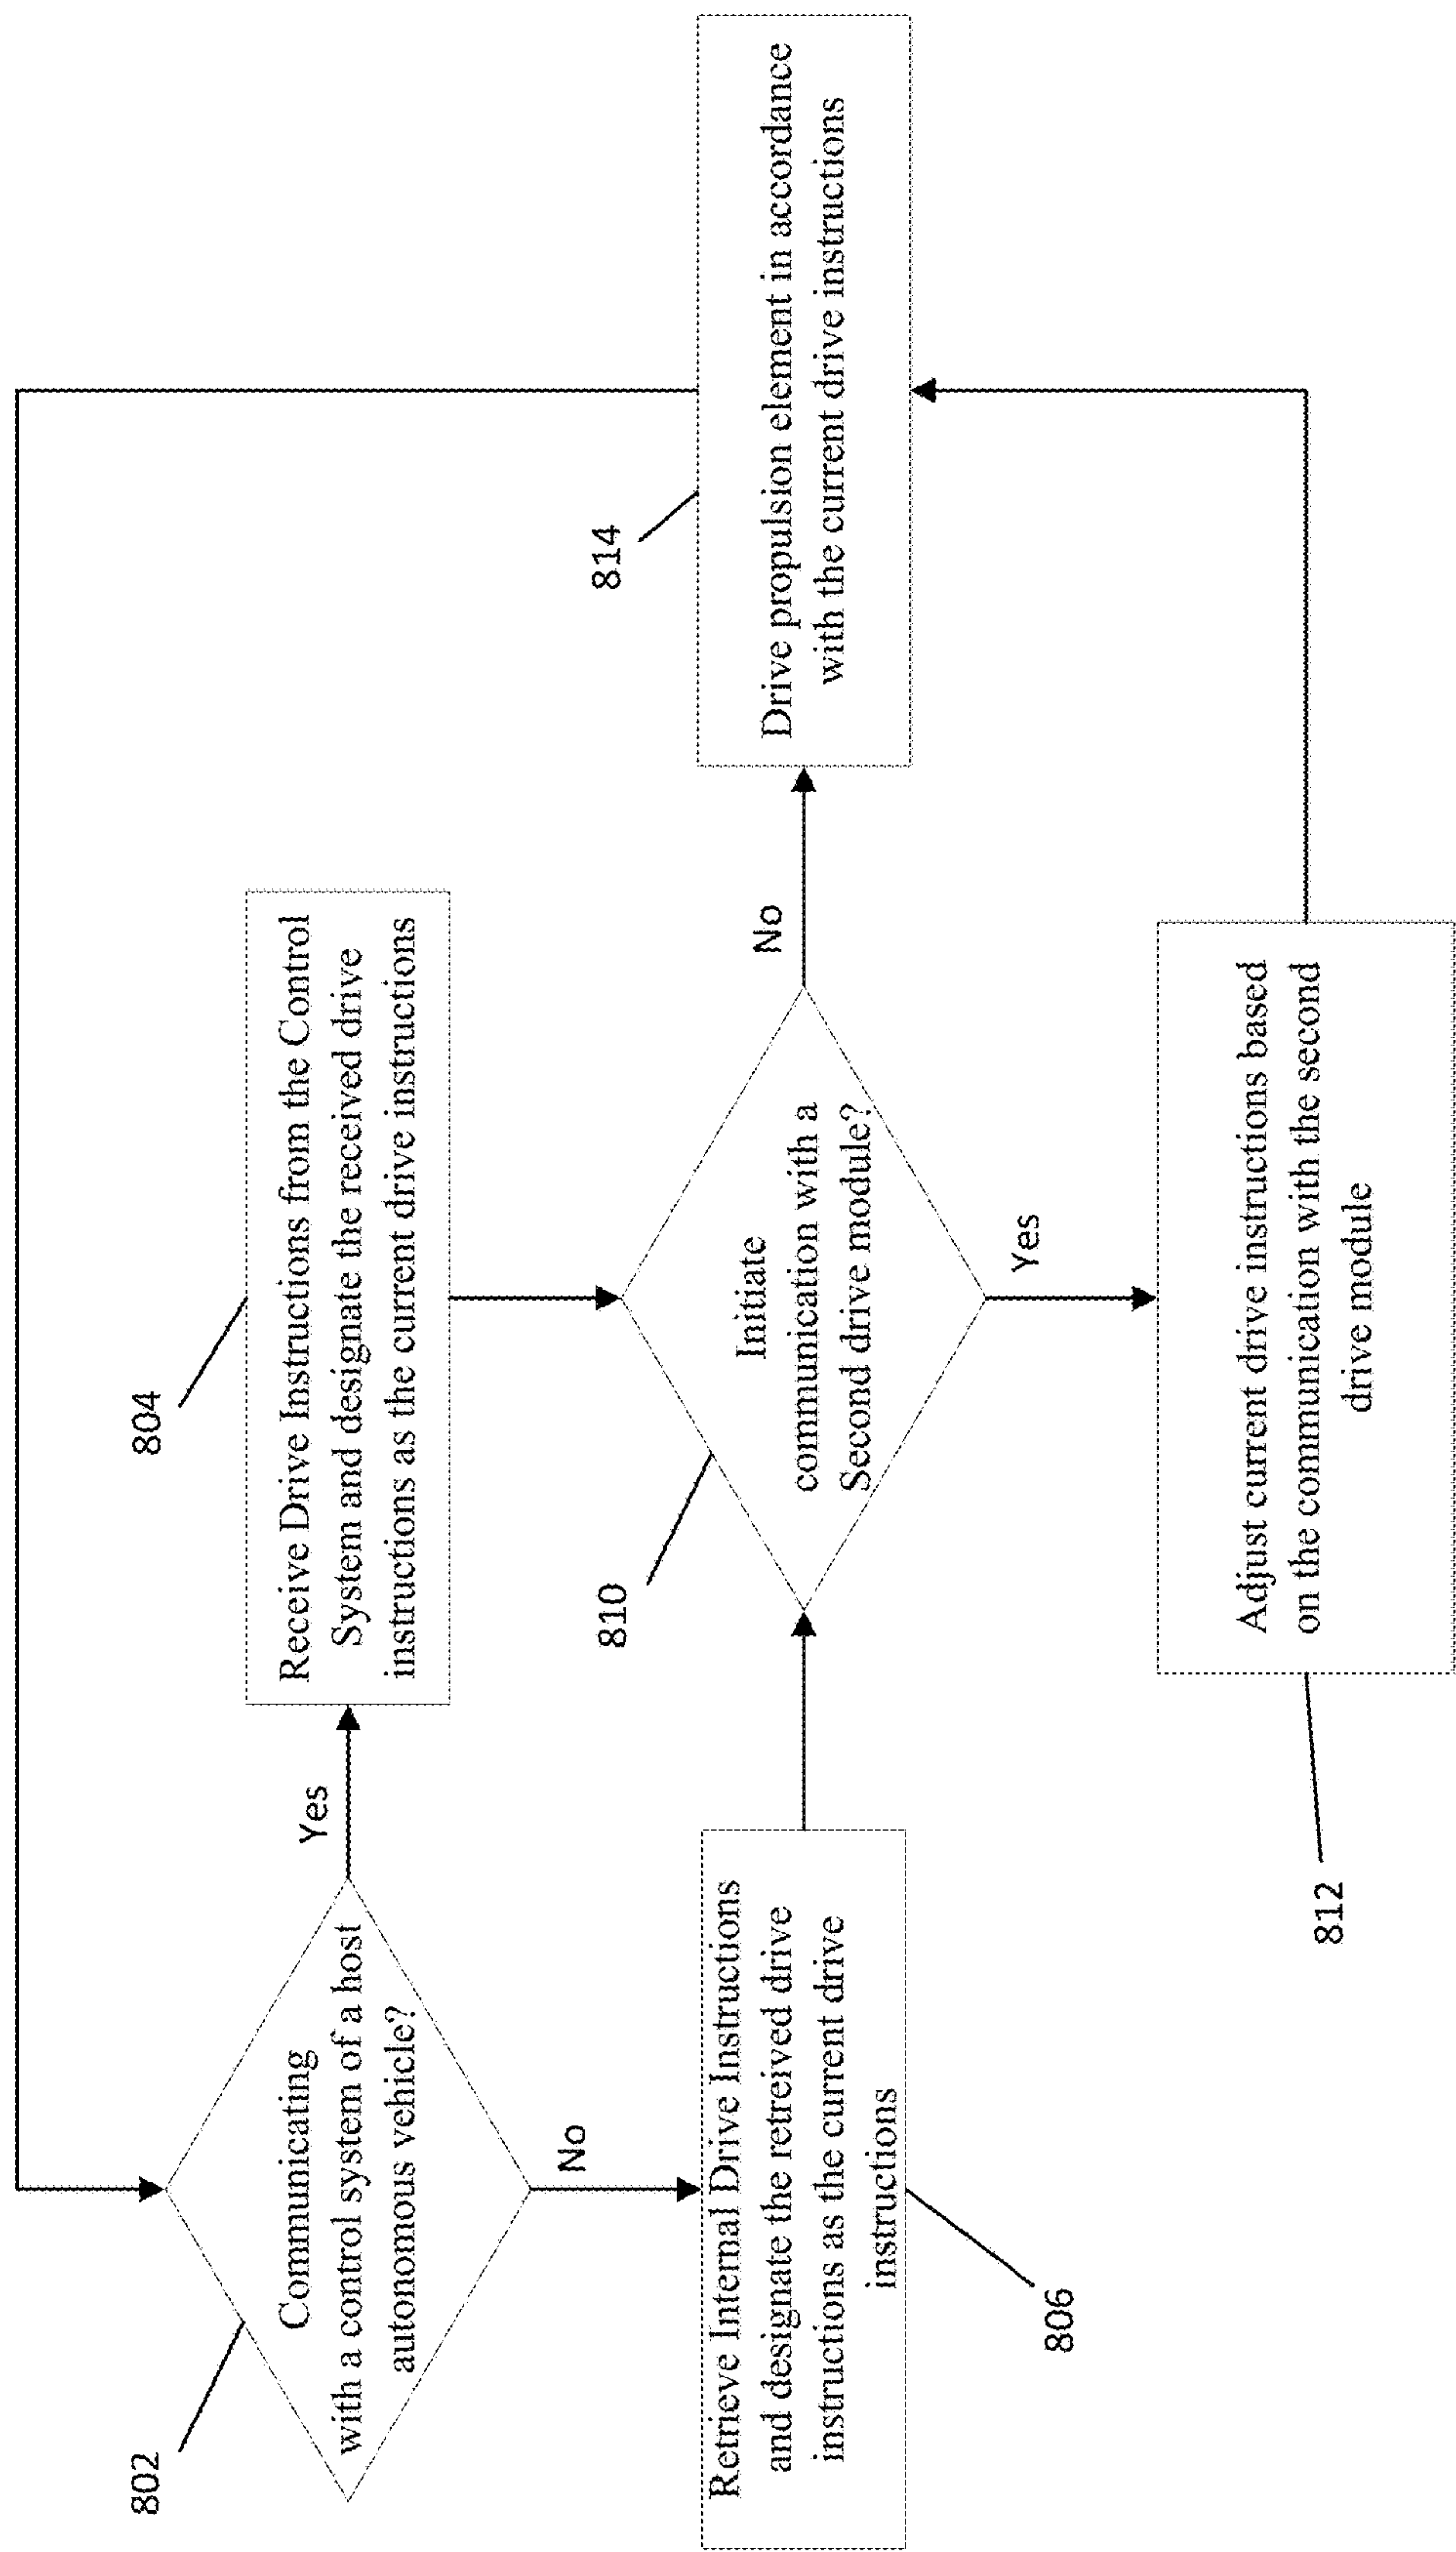 802
Communicating
with a control system of a host
autonomous vehicle?
Yes
804
Receive Drive Instructions from the Control
System and designate the received drive
instructions as the current drive instructions
No
Retrieve Internal Drive Instructions
and designate the retreived drive
instructions as the current drive
instructions
806
810
Initiate
communication with a
Second drive module?
No
814
Drive propulsion element in accordance
with the current drive instructions
Yes
812
Adjust current drive instructions based
on the communication with the second
drive module